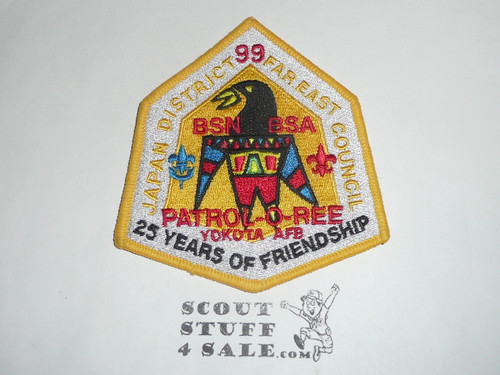 JAPAN DISTRICT 99 FAR EAST COUNCIL
BSN BSA
PATROL-O-REE
YOKOTA AFB
25 YEARS OF FRIENDSHIP
SCOUT
STUFF
4 SALE.com